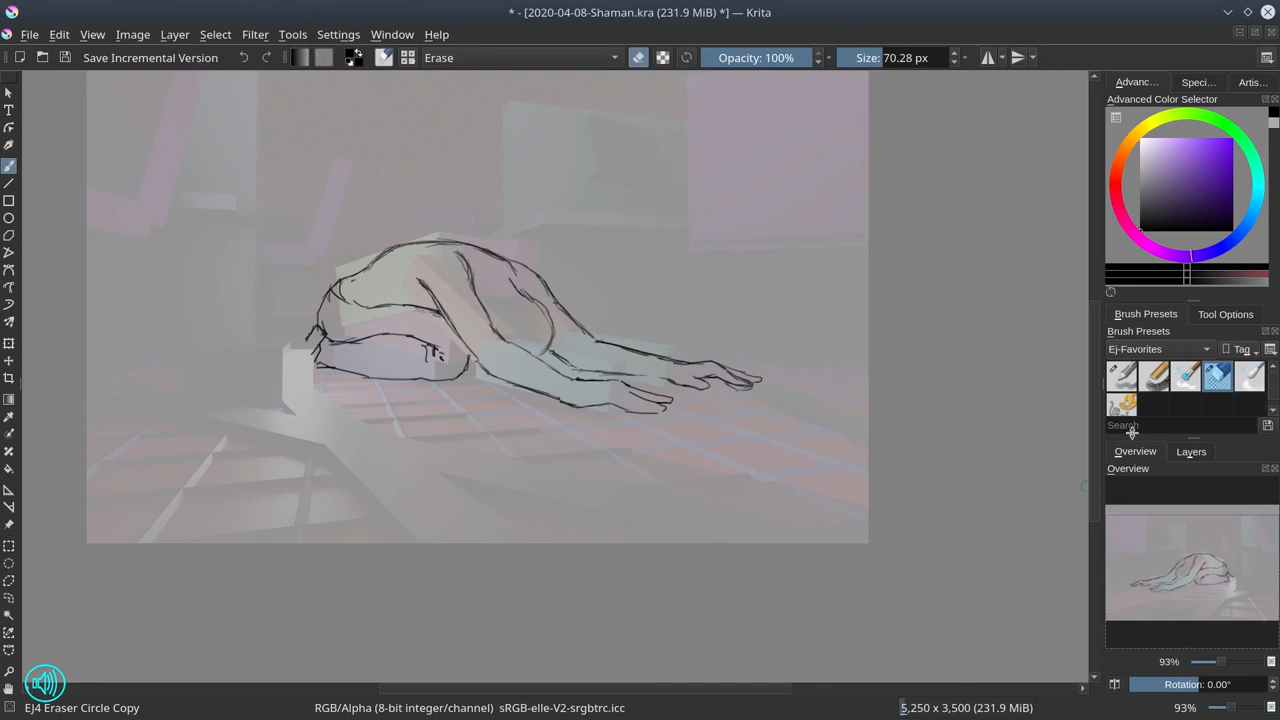 * - [2020-04-08-Shaman.kra (231.9 MiB) *] — Krita
File Edit View Image Layer Select Filter Tools Settings Window Help
Save Incremental Version Erase Opacity: 100% Size: 70.28 px
Advanc... Speci... Artis...
Advanced Color Selector
Brush Presets Tool Options
Brush Presets
Ej-Favorites Tag
Search
Overview Layers
Overview
93%
Rotation: 0.00°
EJ4 Eraser Circle Copy RGB/Alpha (8-bit integer/channel) sRGB-elle-V2-srgbtrc.icc 5,250 x 3,500 (231.9 MiB) 93%